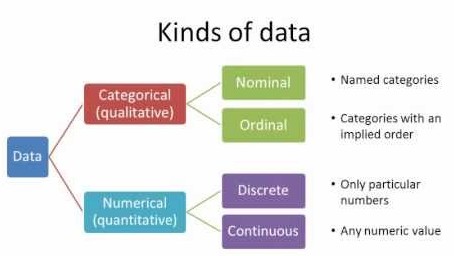 Kinds of data
Data
Categorical
(qualitative)
Nominal
• Named categories
Ordinal
• Categories with an
implied order
Numerical
(quantitative)
Discrete
• Only particular
numbers
Continuous
• Any numeric value